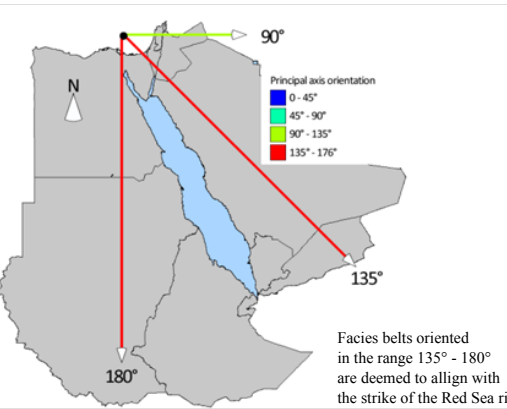 90°
N
Principal axis orientation
0 - 45°
45° - 90°
90° - 135°
135° - 176°
135°
180°
Facies belts oriented
in the range 135° - 180°
are deemed to allign with
the strike of the Red Sea